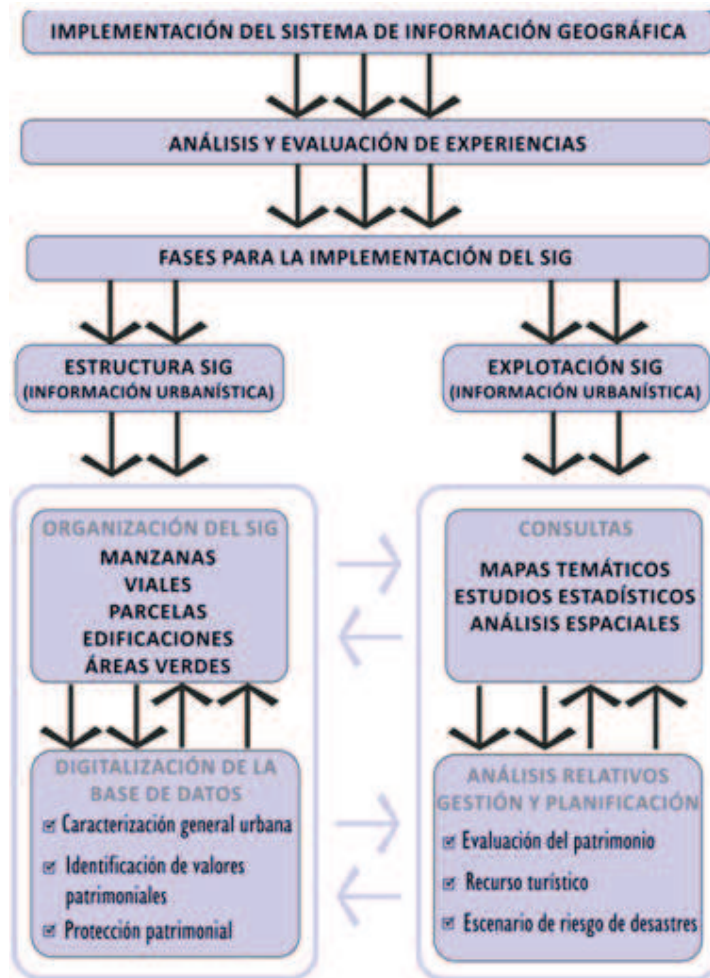 IMPLEMENTACIÓN DEL SISTEMA DE INFORMACIÓN GEOGRÁFICA
ANÁLISIS Y EVALUACIÓN DE EXPERIENCIAS
FASES PARA LA IMPLEMENTACIÓN DEL SIG
ESTRUCTURA SIG
(INFORMACIÓN URBANÍSTICA)
EXPLOTACIÓN SIG
(INFORMACIÓN URBANÍSTICA)
ORGANIZACIÓN DEL SIG
MANZANAS
VIALES
PARCELAS
EDIFICACIONES
ÁREAS VERDES
CONSULTAS
MAPAS TEMÁTICOS
ESTUDIOS ESTADÍSTICOS
ANÁLISIS ESPACIALES
DIGITALIZACIÓN DE LA
BASE DE DATOS
Caracterización general urbana
Identificación de valores
patrimoniales
Protección patrimonial
ANÁLISIS RELATIVOS
GESTIÓN Y PLANIFICACIÓN
Evaluación del patrimonio
Recurso turístico
Escenario de riesgo de desastres